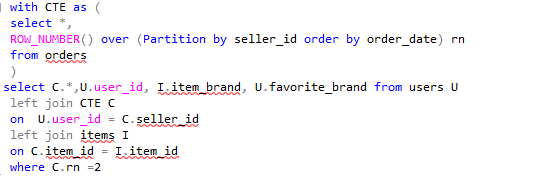 with CTE as (
select *,
ROW_NUMBER() over (Partition by seller_id order by order_date) rn
from orders
)
select C.*,U.user_id, I.item_brand, U.favorite_brand from users U
left join CTE C
on U.user_id = C.seller_id
left join items I
on C.item_id = I.item_id
where C.rn =2